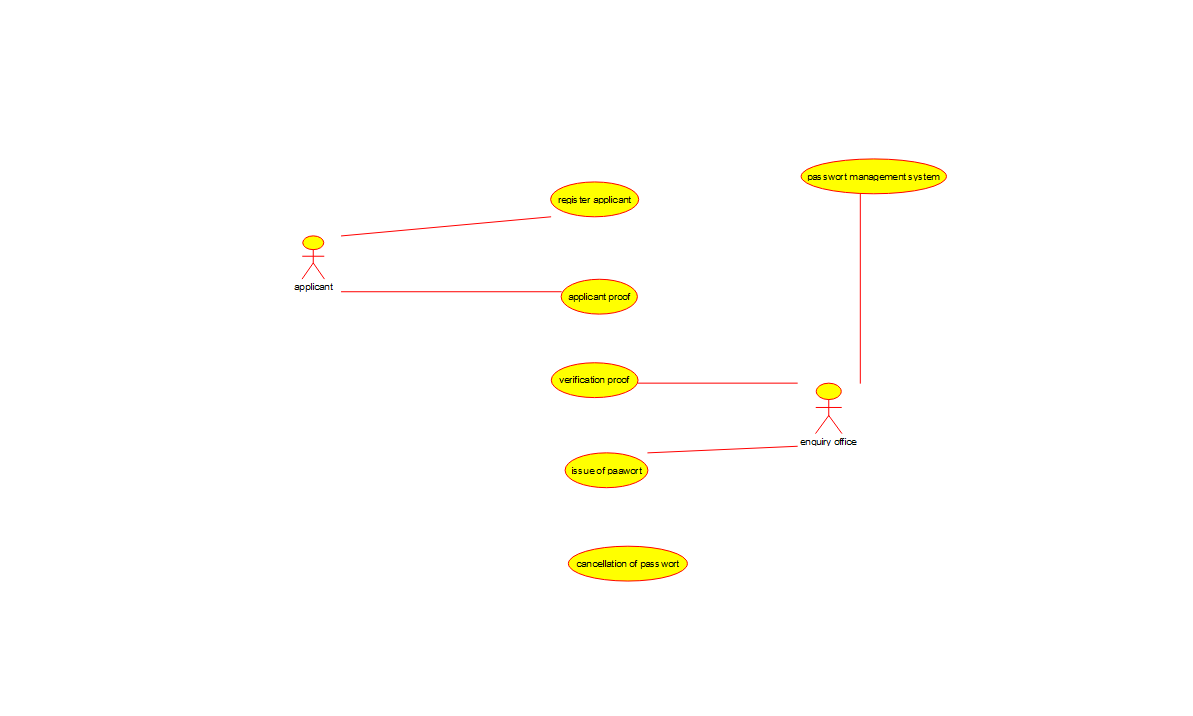 passwort management system
register applicant
applicant
applicant proof
verification proof
enquiry office
issue of paawort
cancellation of passwort